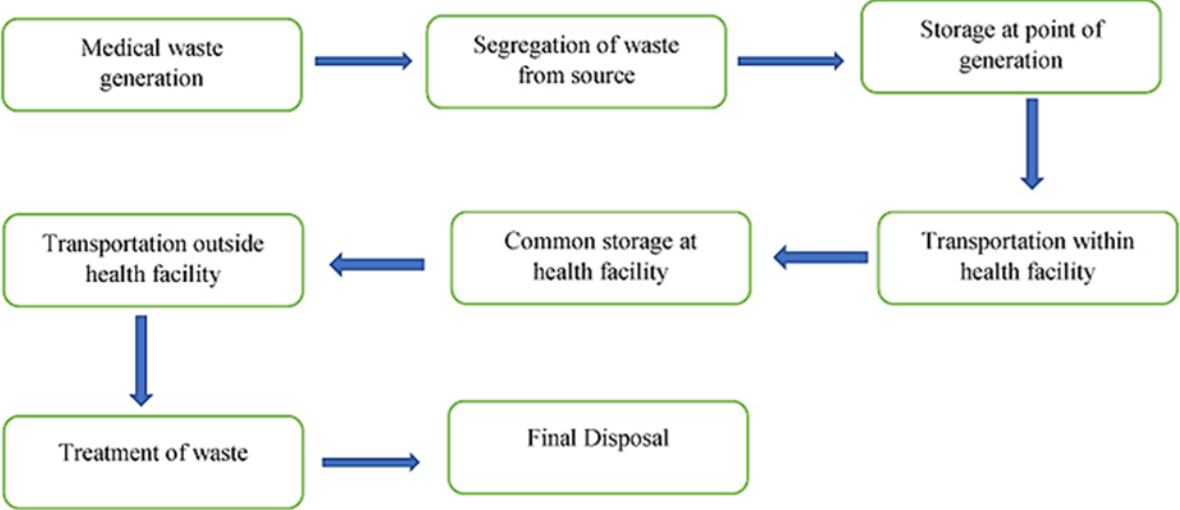 Medical waste
generation
Segregation of waste
from source
Storage at point of
generation
Transportation within
health facility
Common storage at
health facility
Transportation outside
health facility
Treatment of waste
Final Disposal